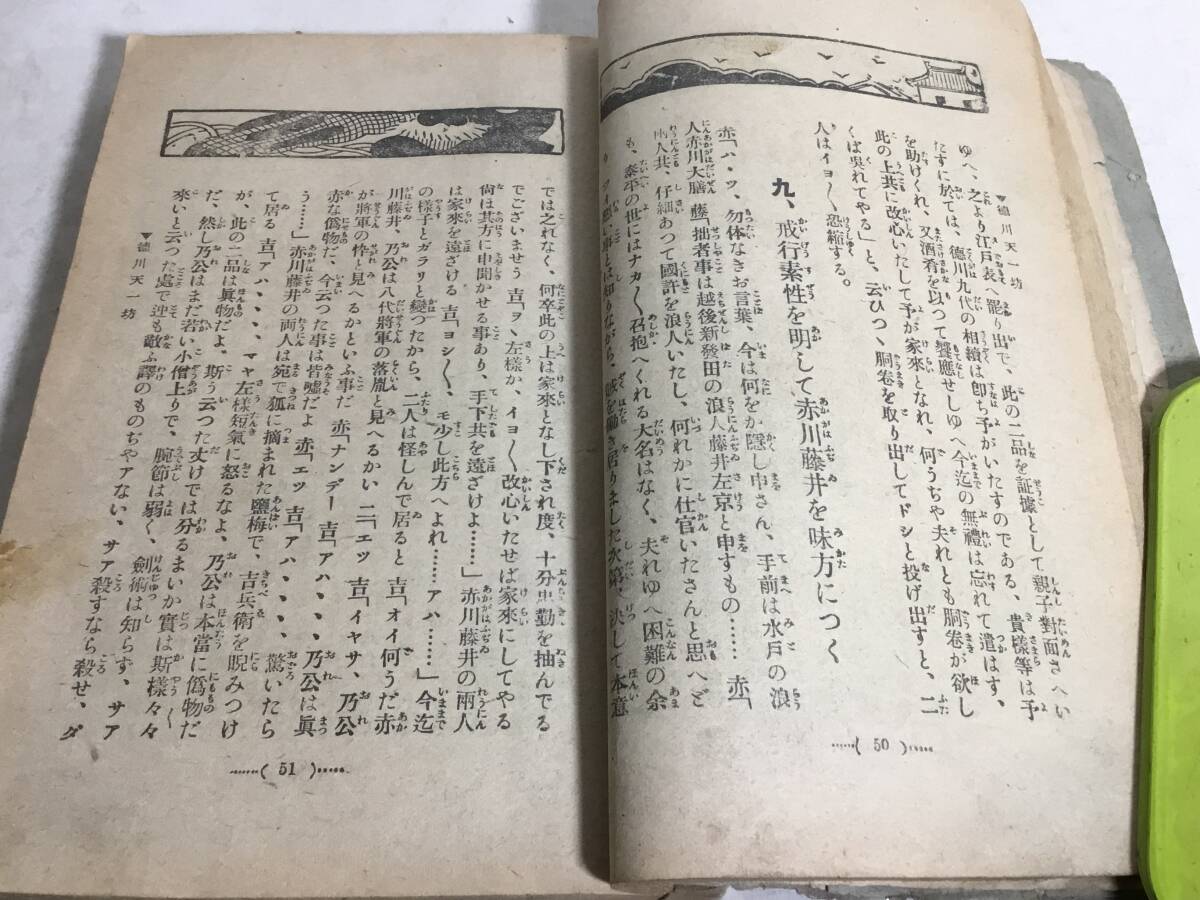 ▼德川天一坊
ゆへ、之より江戸表へ罷り出で、此の二品を証據として親子對面さへい
たすに於ては、德川九代の相續は卽ち予がいたすのである、貴樣等は予
を助けくれ、又酒肴を以つて饗應せしゆへ今迄の無禮は忘れて遣はす、
此の上共に改心いたして予が家來となれ、何うぢや夫れとも胴卷が欲し
くば吳れてやる」と、云ひつゝ胴卷を取り出してドシと投げ出すと、二
人はイヨ〳〵恐縮する。
九、戒行素性を明して赤川藤井を味方につく
赤「ハ、ツ、勿体なきお言葉、今は何をか隱し申さん、手前は水戸の浪
人赤川大膳 藤「拙者事は越後新發田の浪人藤井左京と申すもの…… 赤「
兩人共、仔細あつて國許を浪人いたし、何れかに仕官いたさんと思へど
も、泰平の世にはナカ〳〵召抱へくれる大名はなく、夫れゆへ困難の余
り、 惡い事とは知りながら、 賊を働き居りました次第、決して本意
……( 50 )……
では之れなく、何卒此の上は家來となし下され度、十分忠勤を抽んでる
でございませう 吉「ヲヽ左樣か、イヨ〳〵改心いたせば家來にしてやる
尙は其方に申聞かせる事あり、手下共を遠ざけよ……」赤川藤井の兩人
は家來を遠ざける 吉「ヨシ〳〵、モ少し此方へよれ……アハ……」今迄
の樣子とガラリと變つたから、二人は怪しんで居ると 吉「オイ何うだ赤
川藤井、乃公は八代將軍の落胤と見へるかい 二「エッ 吉「イヤサ、乃公
が將軍の忰と見へるかといふ事だ 赤「ナンデー 吉「アハ、、、、乃公は眞
赤な僞物だ、今云つた事は皆噓だよ 赤「エッ 吉「アハ、、、、 驚いたら
う……」赤川藤井の両人は宛で狐に摘まれた鹽梅で、吉兵衛を睨みつけ
て居る 吉「アハ、、、、マヤ左樣短氣に怒るなよ、乃公は本當に僞物だ
が、此の二品は眞物だよ、斯う云つた丈けでは分るまいか實は斯樣々々
だ、然し乃公はまだ若い小僧上りで、腕節は弱く、劍術は知らず、サア
來いと云つた處で迚も敵ふ譯のものぢやアない、サア殺すなら殺せ、ダ
▼德川天一坊
……( 51 )……